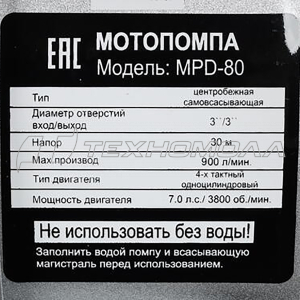 EAC МОТОПОМПА
Модель: MPD-80
Тип центробежная самовсасывающая
Диаметр отверстий вход/выход 3``/3``
Напор 30 м
Мах производ 900 л/мин.
Тип двигателя 4-х тактный одноцилиндровый
Мощность двигателя 7.0 л.с./ 3800 об./мин.
Не использовать без воды!
Заполнить водой помпу и всасывающую
магистраль перед использованием.
ТЕХНОМОЛЛ